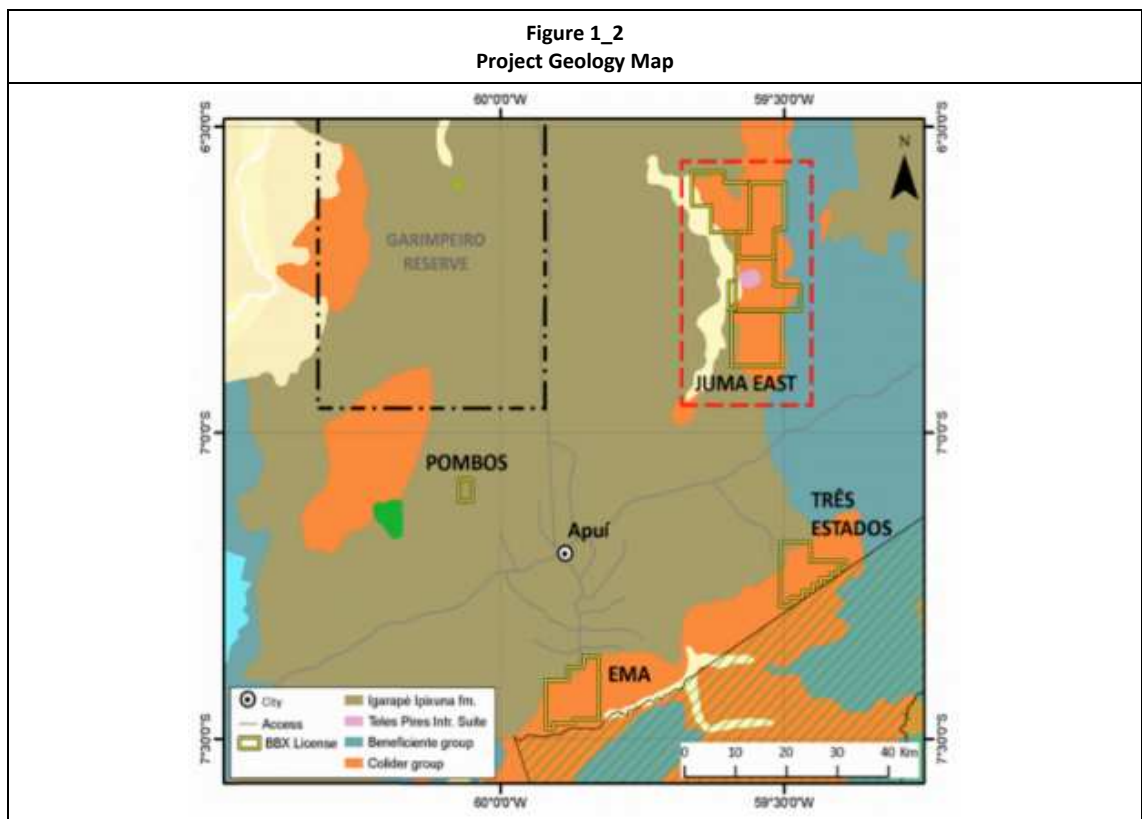 Figure 1_2
Project Geology Map
60°0'0"W
59°30'0"W
6°30'0"S
6°30'0"S
N
GARIMPEIRO
RESERVE
JUMA EAST
7°0'0"S
7°0'0"S
POMBOS
TRÊS
ESTADOS
Apuí
EMA
City
Access
BBX License
Igarapé Ipixuna fm.
Teles Pires Intr. Suite
Beneficiente group
Colider group
7°30'0"S
7°30'0"S
0 10 20 30 40 Km
60°0'0"W
59°30'0"W